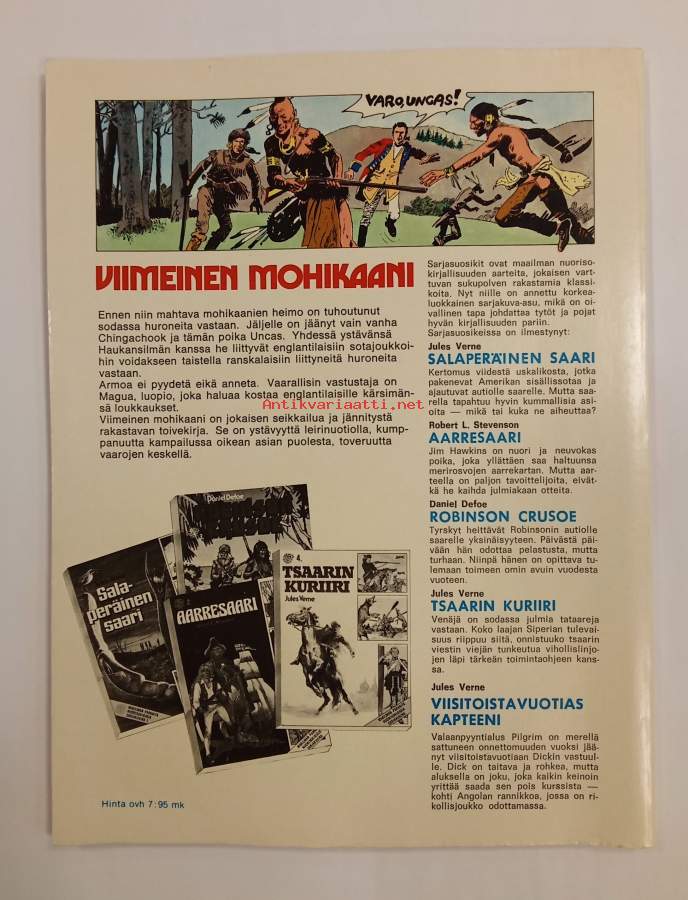 VARO, UNCAS!
VIIMEINEN MOHIKAANI
Ennen niin mahtava mohikaanien heimo on tuhoutunut
sodassa huroneita vastaan. Jäljelle on jäänyt vain vanha
Chingachook ja tämän poika Uncas. Yhdessä ystävänsä
Haukansilmän kanssa he liittyvät englantilaisiin sotajoukkoi-
hin voidakseen taistella ranskalaisiin liittyneitä huroneita
vastaan.
Armoa ei pyydetä eikä anneta. Vaarallisin vastustaja on
Magua, luopio, joka haluaa kostaa englantilaisille kärsimän-
sä loukkaukset.
Viimeinen mohikaani on jokaisen seikkailua ja jännitystä
rakastavan toivekirja. Se on ystävyyttä leirinuotiolla, kump-
panuutta kampailussa oikean asian puolesta, toveruutta
vaarojen keskellä.
Antikvariaatti.net
Daniel Defoe
Robinson
Crusoe
Sala-
peräinen
saari
AARRESAARI
4.
TSAARIN
KURIIRI
Jules Verne
Hinta ovh 7:95 mk
Sarjasuosikit ovat maailman nuoriso-
kirjallisuuden aarteita, jokaisen vart-
tuvan sukupolven rakastamia klassi-
koita. Nyt niille on annettu korkea-
luokkainen sarjakuva-asu, mikä on oi-
vallinen tapa johdattaa tytöt ja pojat
hyvän kirjallisuuden pariin.
Sarjasuosikeissa on ilmestynyt:
Jules Verne
SALAPERÄINEN SAARI
Kertomus viidestä uskalikosta, jotka
pakenevat Amerikan sisällissotaa ja
ajautuvat autiolle saarelle. Mutta saa-
rella tapahtuu hyvin kummallisia asi-
oita — mikä tai kuka ne aiheuttaa?
Robert L. Stevenson
AARRESAARI
Jim Hawkins on nuori ja neuvokas
poika, joka yllättäen saa haltuunsa
merirosvojen aarrekartan. Mutta aar-
teella on paljon tavoittelijoita, eivät-
kä he kaihda julmiakaan otteita.
Daniel Defoe
ROBINSON CRUSOE
Tyrskyt heittävät Robinsonin autiolle
saarelle yksinäisyyteen. Päivästä päi-
vään hän odottaa pelastusta, mutta
turhaan. Niinpä hänen on opittava tu-
lemaan toimeen omin avuin vuodesta
vuoteen.
Jules Verne
TSAARIN KURIIRI
Venäjä on sodassa julmia tataareja
vastaan. Koko laajan Siperian tulevai-
suus riippuu siitä, onnistuuko tsaarin
viestin viejän tunkeutua vihollislinjo-
jen läpi tärkeän toimintaohjeen kans-
sa.
Jules Verne
VIISITOISTAVUOTIAS
KAPTEENI
Valaanpyyntialus Pilgrim on merellä
sattuneen onnettomuuden vuoksi jää-
nyt viisitoistavuotiaan Dickin vastuul-
le. Dick on taitava ja rohkea, mutta
aluksella on joku, joka kaikin keinoin
yrittää saada sen pois kurssista —
kohti Angolan rannikkoa, jossa on ri-
kollisjoukko odottamassa.